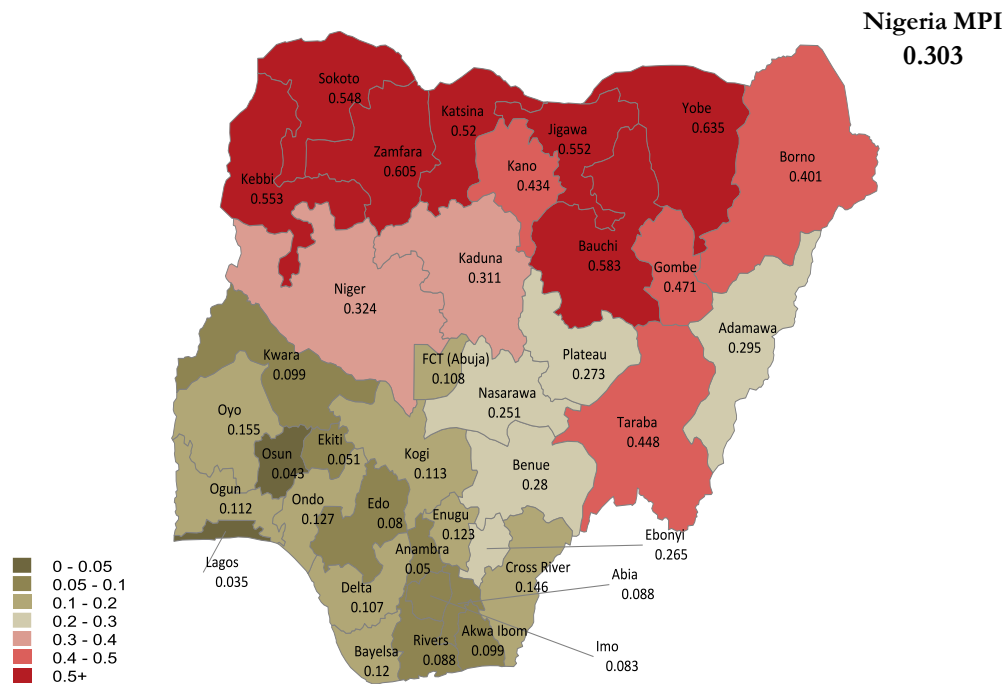 Nigeria MPI
0.303
Sokoto
0.548
Katsina
0.52
Jigawa
0.552
Yobe
0.635
Zamfara
0.605
Kano
0.434
Borno
0.401
Kebbi
0.553
Bauchi
0.583
Gombe
0.471
Kaduna
0.311
Niger
0.324
Adamawa
0.295
Kwara
0.099
FCT (Abuja)
0.108
Plateau
0.273
Nasarawa
0.251
Oyo
0.155
Taraba
0.448
Ekiti
0.051
Osun
0.043
Kogi
0.113
Benue
0.28
Ogun
0.112
Ondo
0.127
Edo
0.08
Enugu
0.123
Ebonyi
0.265
Anambra
0.05
Lagos
0.035
Cross River
0.146
Abia
0.088
Delta
0.107
Akwa Ibom
0.099
Rivers
0.088
Imo
0.083
Bayelsa
0.12
0 - 0.05
0.05 - 0.1
0.1 - 0.2
0.2 - 0.3
0.3 - 0.4
0.4 - 0.5
0.5+